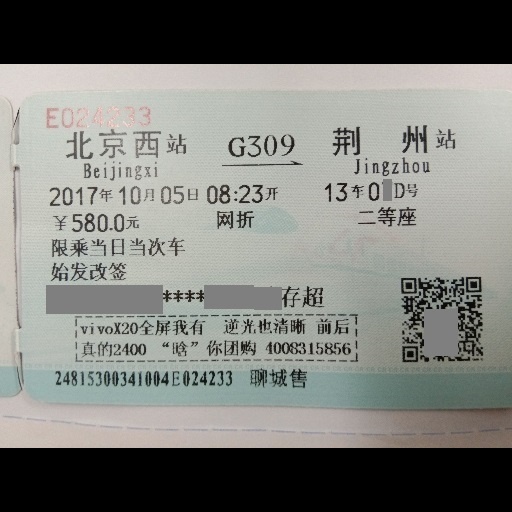 E024233
北京西站 G309 荆州站
Beijingxi Jingzhou
2017年10月05日08:23开 13车0 D号
￥580.0元 网折 二等座
限乘当日当次车
始发改签
**** 存超
vivoX20全屏我有 逆光也清晰 前后
真的2400 “啥”你团购 4008315856
24815300341004E024233 聊城售